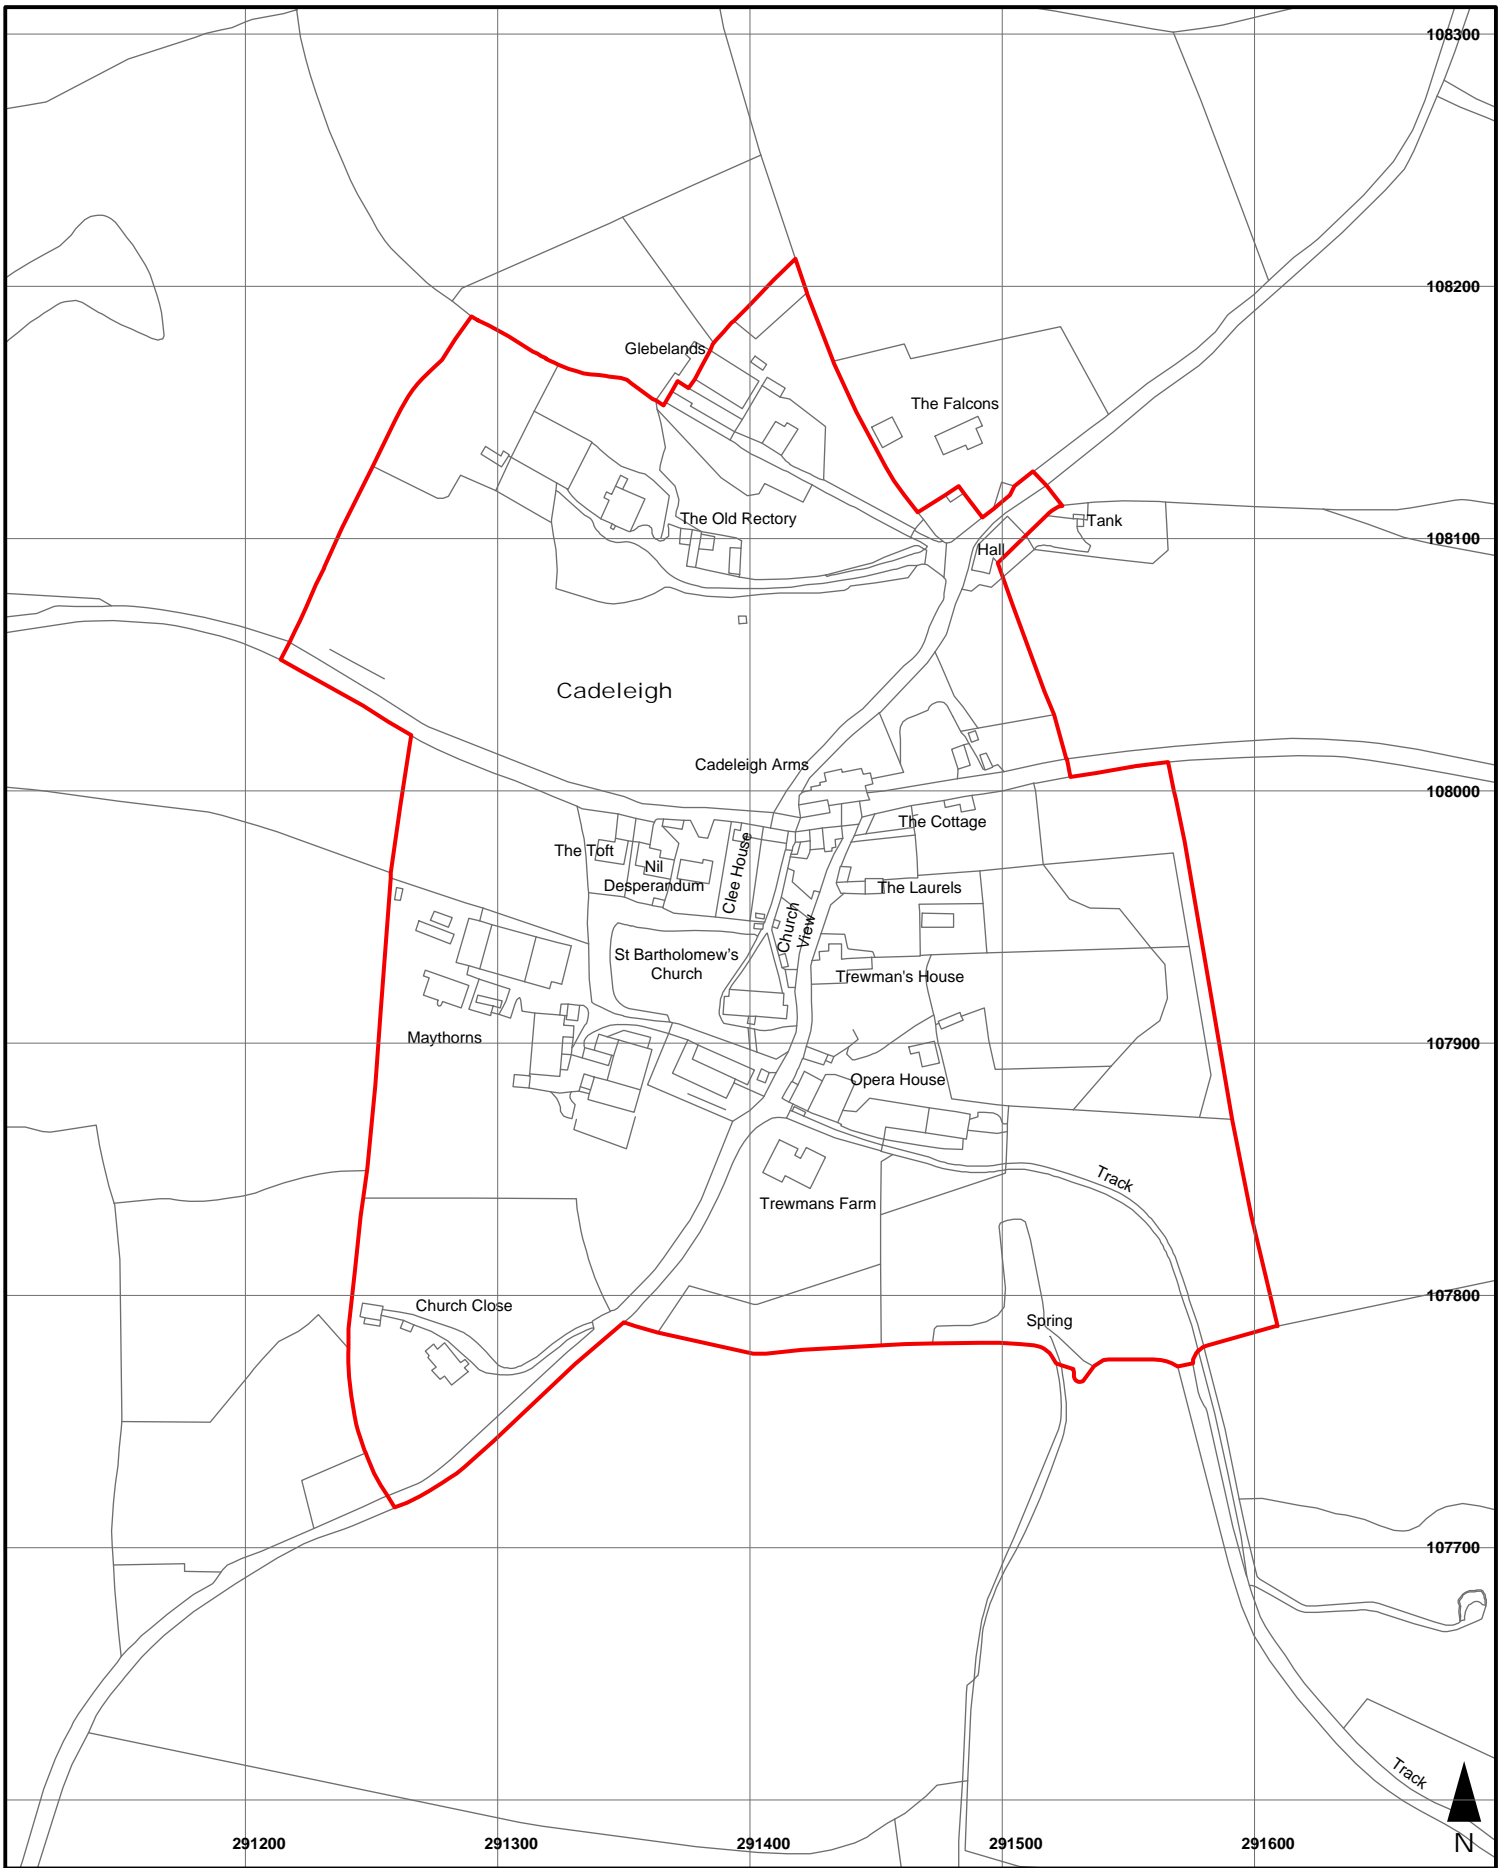 108300
108200
Glebelands
The Falcons
The Old Rectory
Tank
108100
Hall
Cadeleigh
Cadeleigh Arms
108000
The Cottage
The Toft
Nil
Desperandum
Clee House
The Laurels
Church
View
St Bartholomew's
Church
Trewman's House
Maythorns
107900
Opera House
Track
Trewmans Farm
Church Close
107800
Spring
107700
Track
291200
291300
291400
291500
291600
N